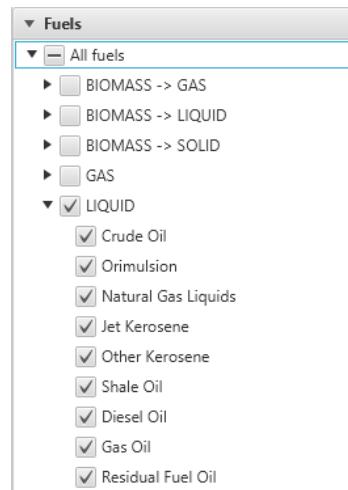 Fuels
All fuels
BIOMASS -> GAS
BIOMASS -> LIQUID
BIOMASS -> SOLID
GAS
LIQUID
Crude Oil
Orimulsion
Natural Gas Liquids
Jet Kerosene
Other Kerosene
Shale Oil
Diesel Oil
Gas Oil
Residual Fuel Oil